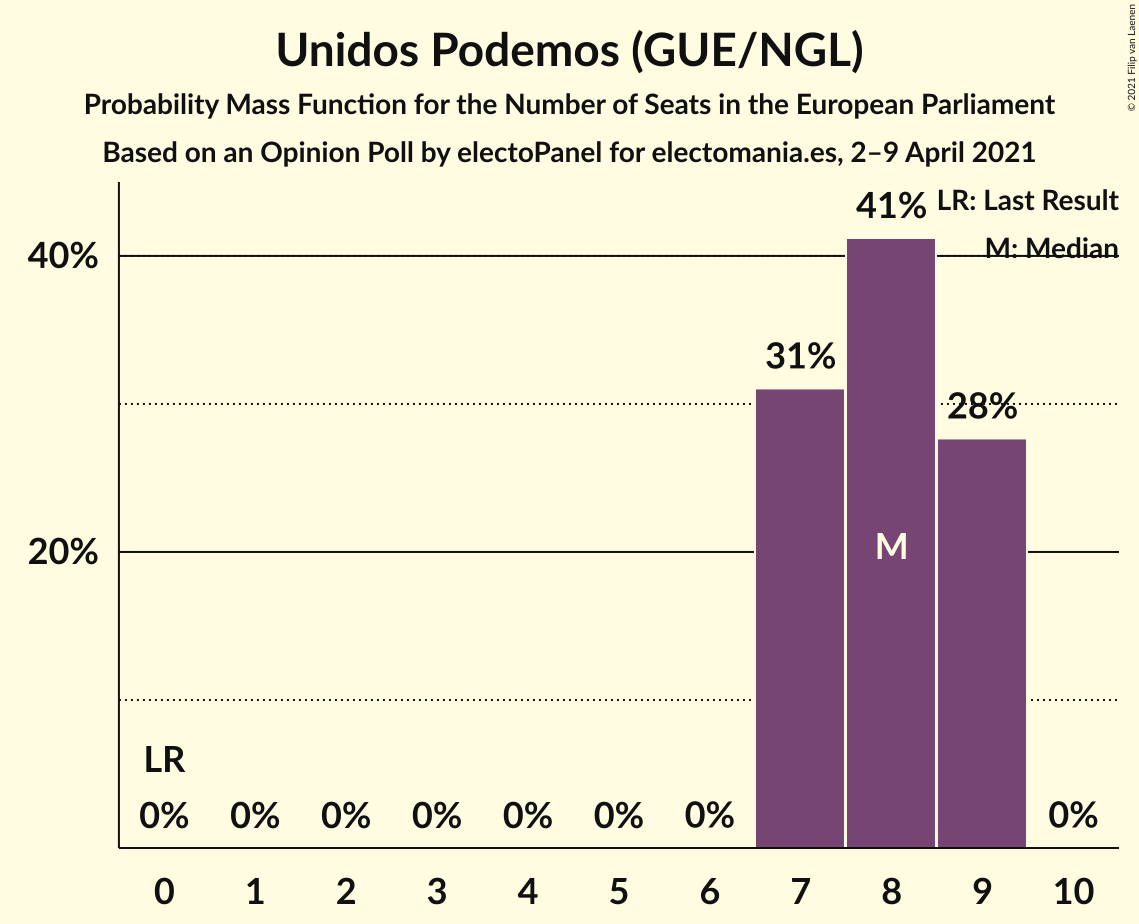 Unidos Podemos (GUE/NGL)
Probability Mass Function for the Number of Seats in the European Parliament
Based on an Opinion Poll by electoPanel for electomania.es, 2–9 April 2021
© 2021 Filip van Laenen
LR: Last Result
M: Median
41%
40%
31%
28%
20%
M
LR
0% 0% 0% 0% 0% 0% 0% 0%
0 1 2 3 4 5 6 7 8 9 10